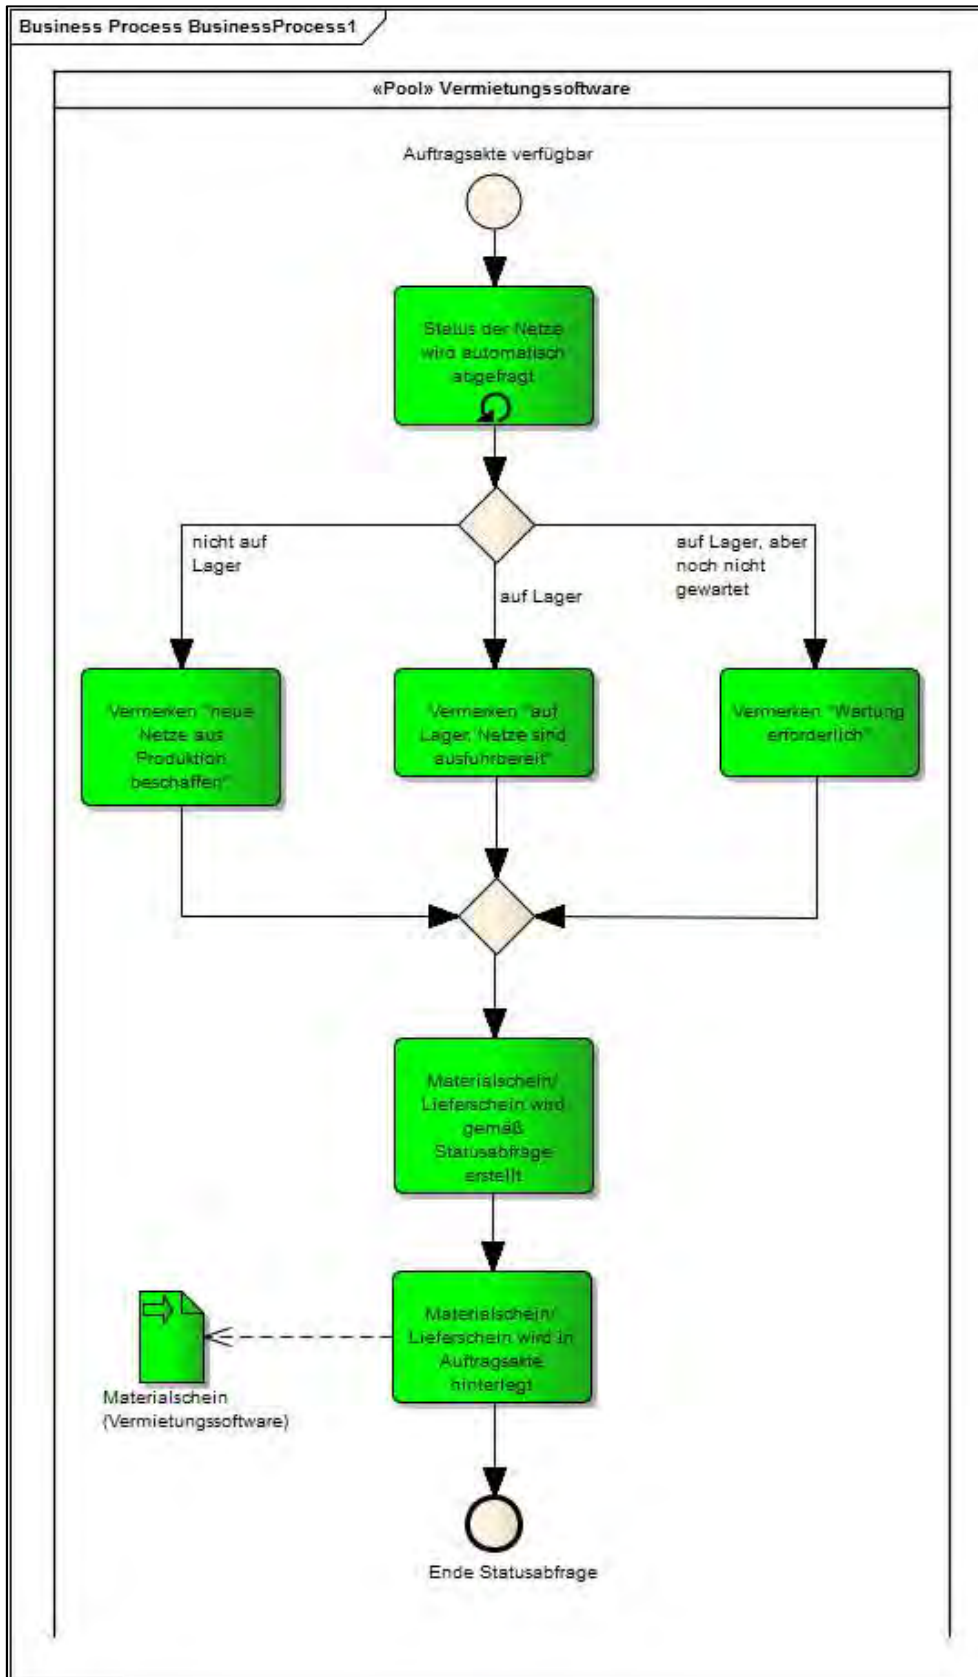 Business Process BusinessProcess1
«Pool» Vermietungssoftware
Auftragsakte verfügbar
Status der Netze
wird automatisch
abgefragt
nicht auf
Lager
auf Lager
auf Lager, aber
noch nicht
gewartet
Vermerken "neue
Netze aus
Produktion
beschaffen"
Vermerken "auf
Lager, Netze sind
ausfuhrbereit"
Vermerken "Wartung
erforderlich"
Materialschein/
Lieferschein wird
gemäß
Statusabfrage
erstellt
Materialschein/
Lieferschein wird in
Auftragsakte
hinterlegt
Materialschein
(Vermietungssoftware)
Ende Statusabfrage